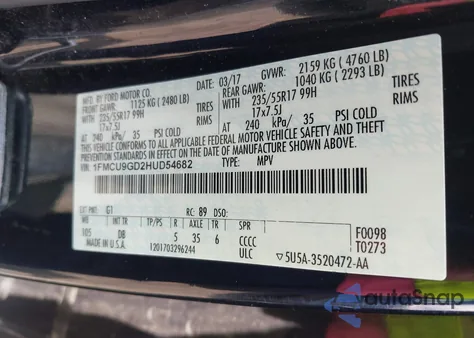 MFD. BY FORD MOTOR CO.
03/17 GVWR: 2159 KG ( 4760 LB)
FRONT GAWR: 1125 KG ( 2480 LB) REAR GAWR: 1040 KG ( 2293 LB)
235/55R17 99H TIRES 235/55R17 99H TIRES
17x7.5J RIMS 17x7.5J RIMS
AT 240 kPa/ 35 PSI COLD AT 240 kPa/ 35 PSI COLD
THIS VEHICLE CONFORMS TO ALL APPLICABLE FEDERAL MOTOR VEHICLE SAFETY AND THEFT
PREVENTION STANDARDS IN EFFECT ON THE DATE OF MANUFACTURE SHOWN ABOVE.
VIN: 1FMCU9GD2HUD54682 TYPE: MPV
EXT PNT: G1 RC: 89 DSO:
105 DB INT TR TP/PS R AXLE TR SPR
MADE IN U.S.A. 5 5 35 6 CCCC F0098
1201703296244 ULC 5U5A-3520472-AA T0273
autoSnap